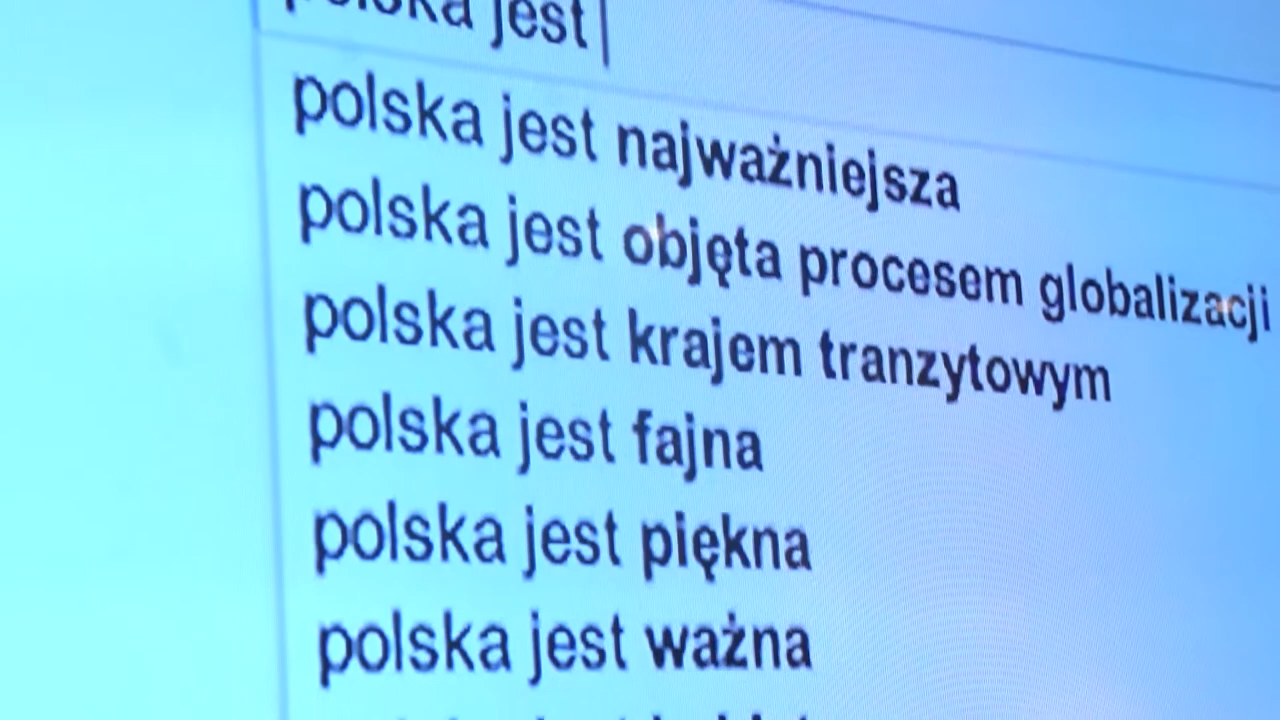 polska jest
polska jest najważniejsza
polska jest objęta procesem globalizacji
polska jest krajem tranzytowym
polska jest fajna
polska jest piękna
polska jest ważna